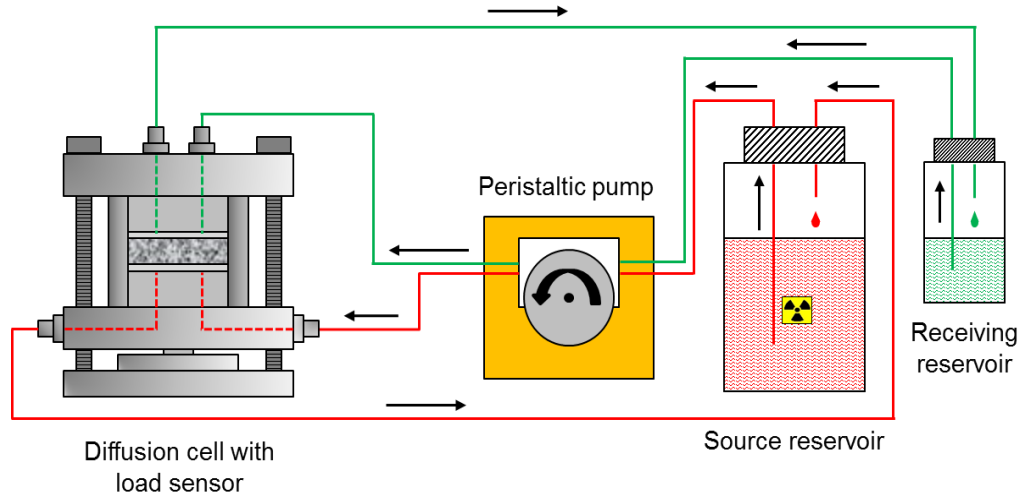 Peristaltic pump
Receiving
reservoir
Source reservoir
Diffusion cell with
load sensor